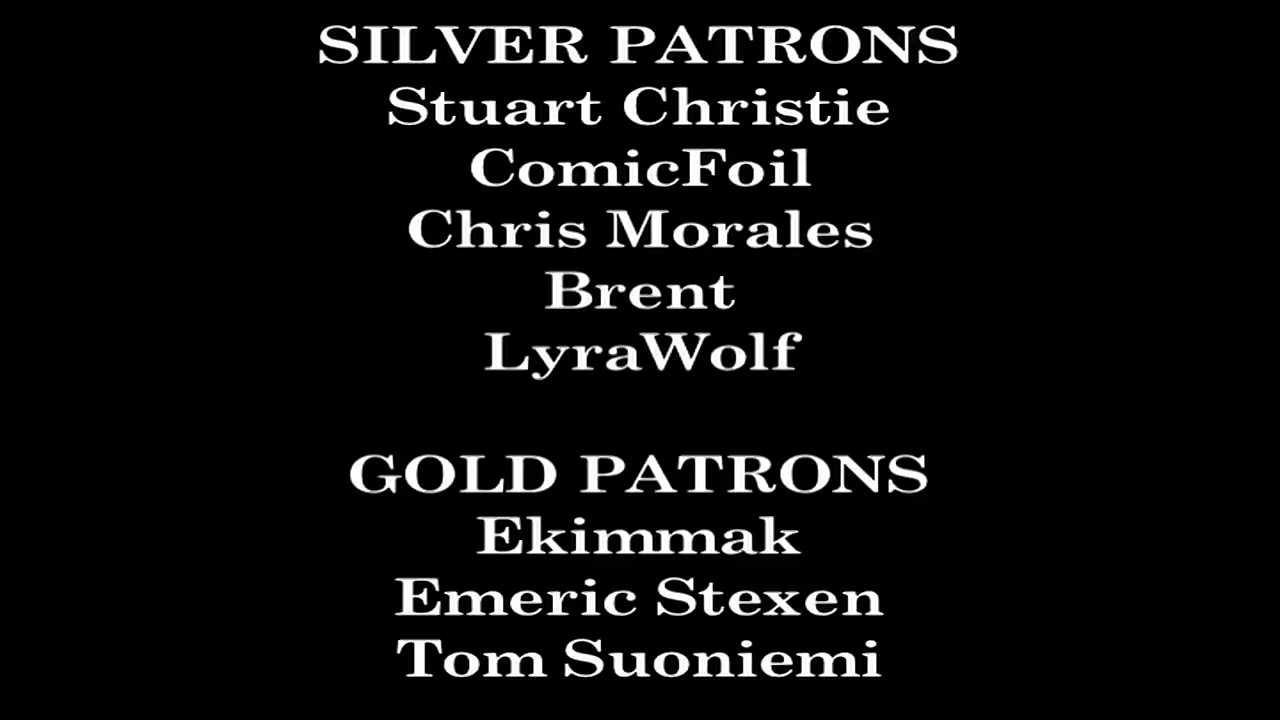 SILVER PATRONS
Stuart Christie
ComicFoil
Chris Morales
Brent
LyraWolf
GOLD PATRONS
Ekimmak
Emeric Stexen
Tom Suoniemi